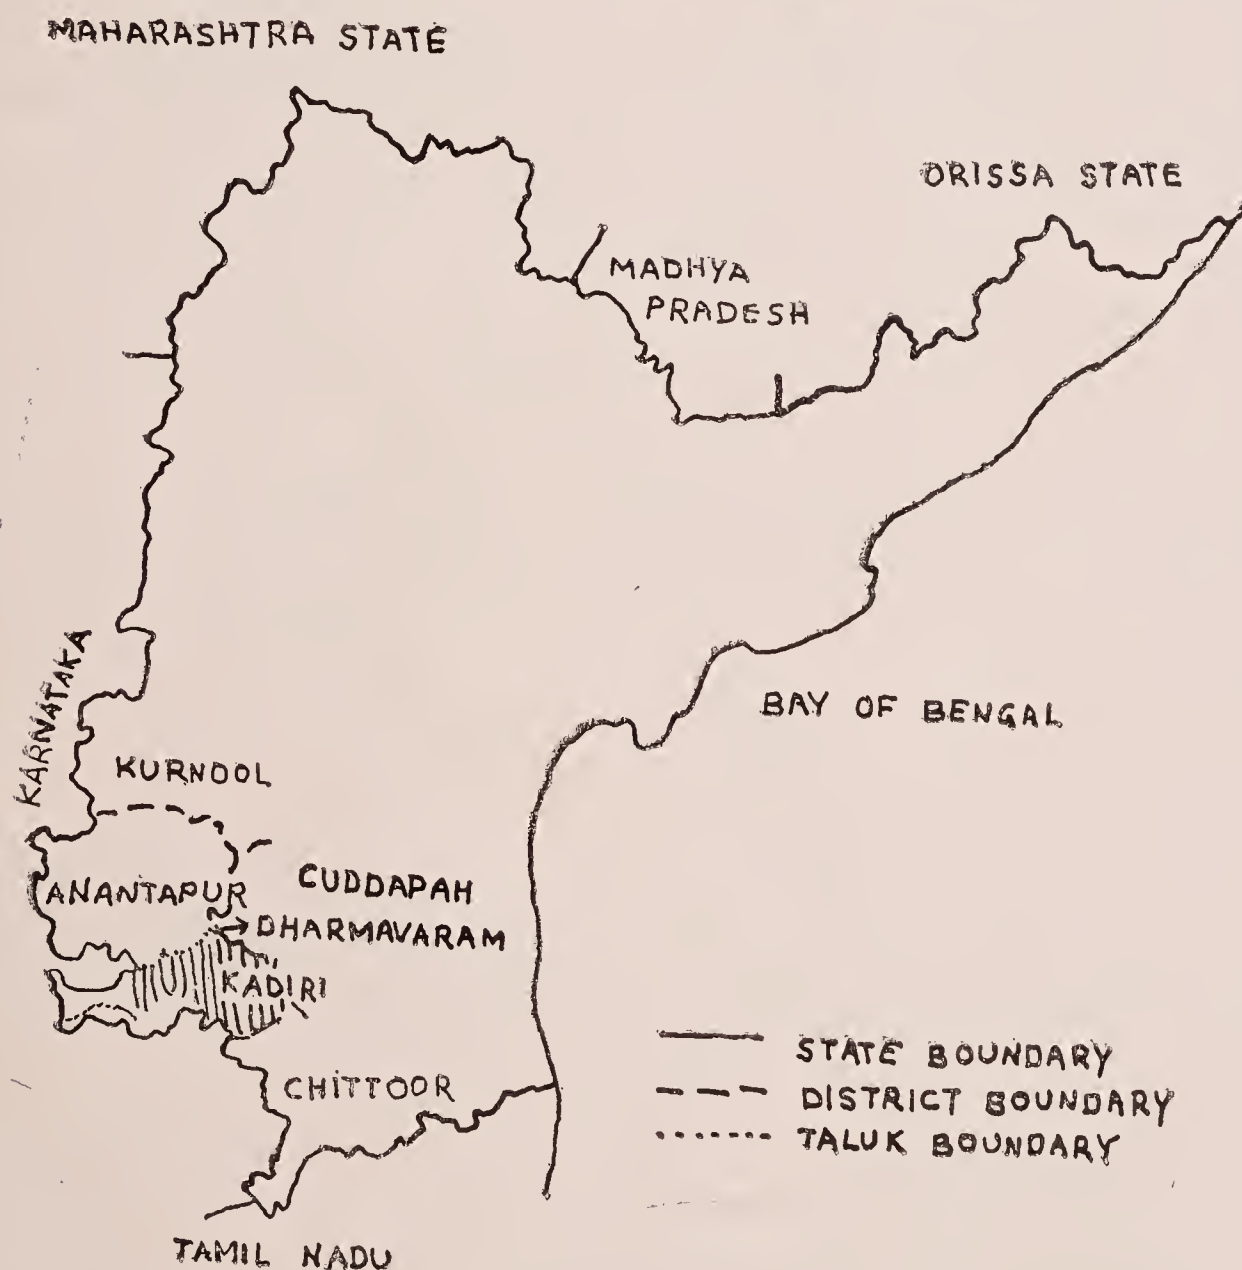 MAHARASHTRA STATE
ORISSA STATE
MADHYA
PRADESH
KARNATAKA
BAY OF BENGAL
KURNOOL
ANANTAPUR
CUDDAPAH
DHARMAVARAM
KADIRI
CHITTOOR
STATE BOUNDARY
DISTRICT BOUNDARY
TALUK BOUNDARY
TAMIL NADU